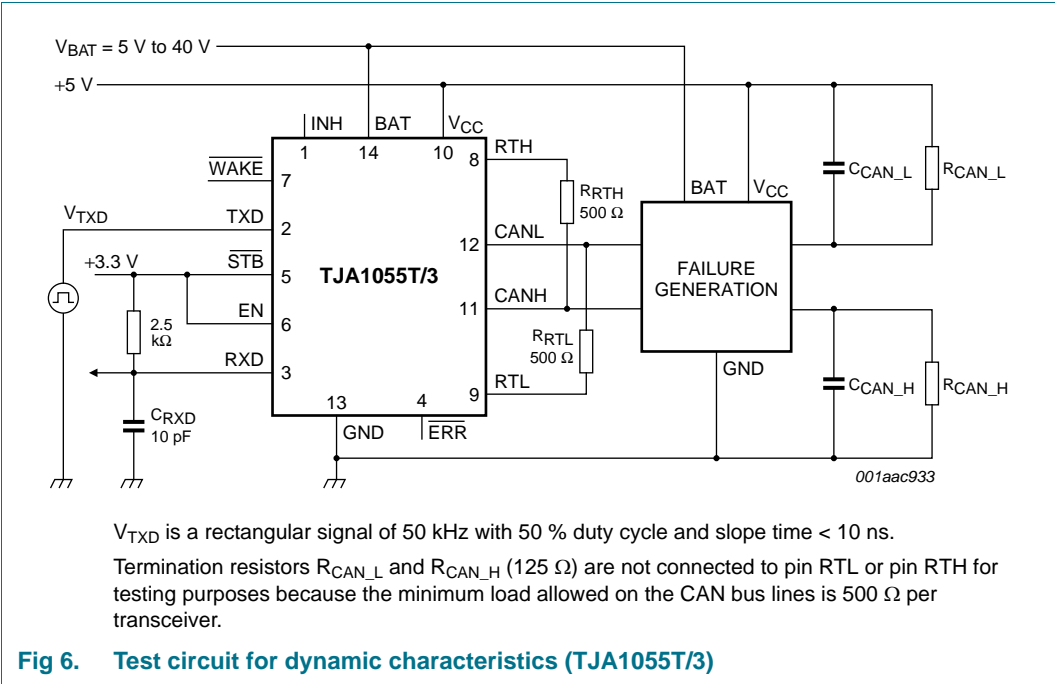 VBAT = 5 V to 40 V
+5 V
INH
BAT
VCC
1
14
10
8
RTH
WAKE
7
RRTH
500 Ω
BAT
VCC
CCAN_L
RCAN_L
VTXD
TXD
2
12
CANL
+3.3 V
STB
5
TJA1055T/3
FAILURE
GENERATION
EN
6
11
CANH
2.5
kΩ
RRTL
500 Ω
RXD
3
9
RTL
GND
CCAN_H
RCAN_H
CRXD
10 pF
13
GND
4
ERR
001aac933
VTXD is a rectangular signal of 50 kHz with 50 % duty cycle and slope time < 10 ns.
Termination resistors RCAN_L and RCAN_H (125 Ω) are not connected to pin RTL or pin RTH for
testing purposes because the minimum load allowed on the CAN bus lines is 500 Ω per
transceiver.
Fig 6. Test circuit for dynamic characteristics (TJA1055T/3)